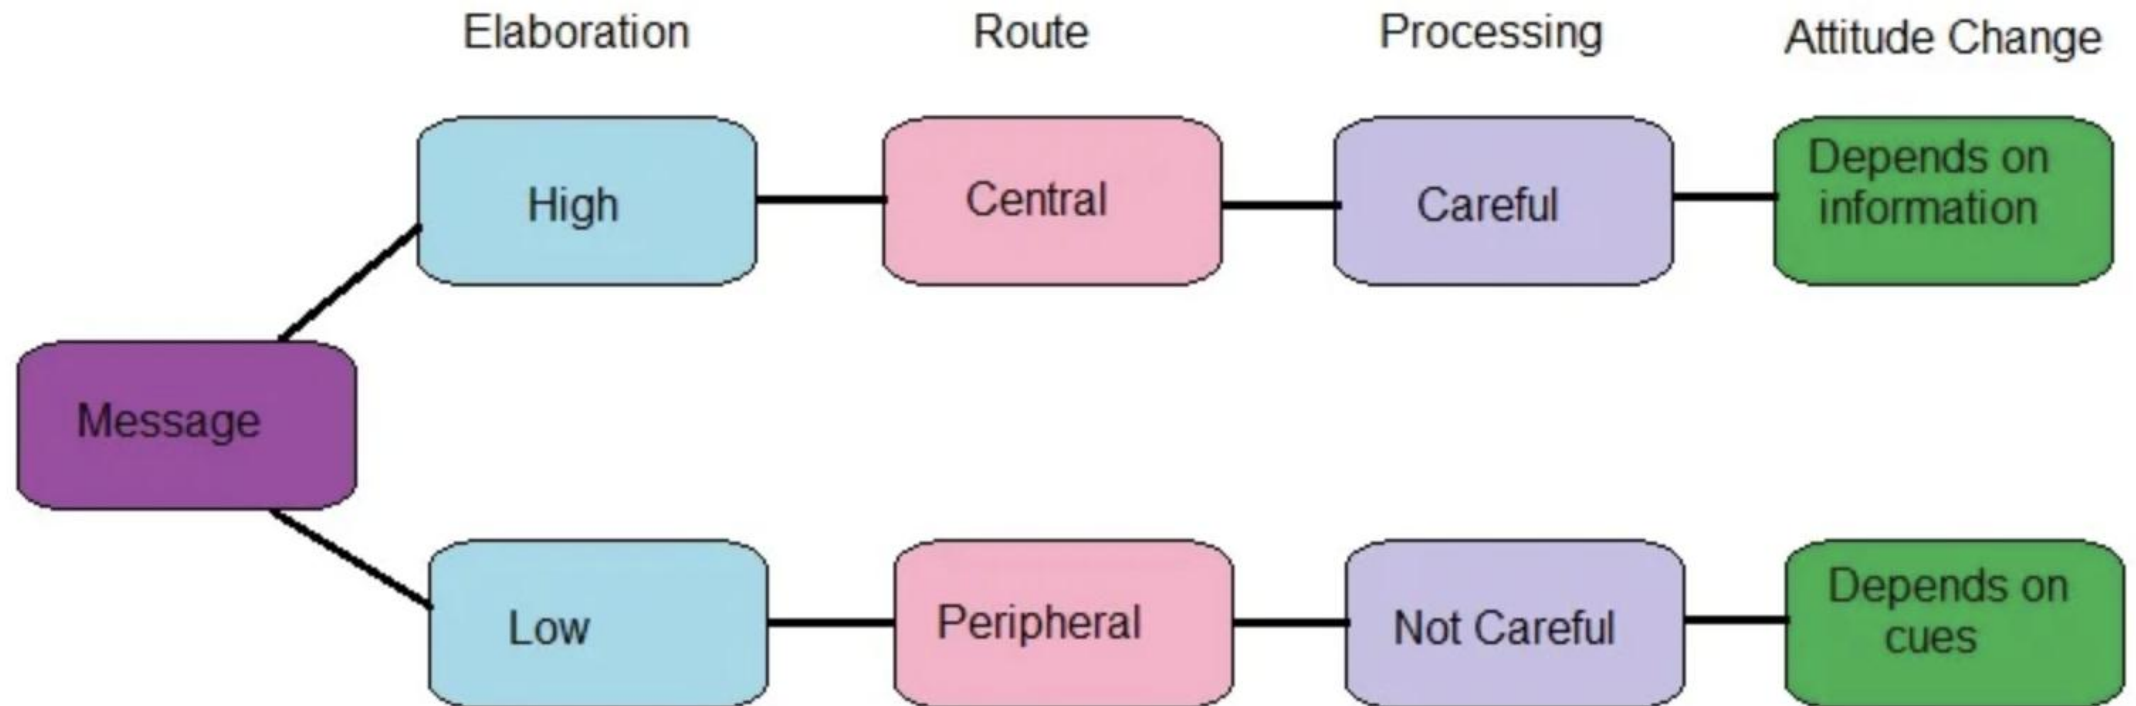 Elaboration Route Processing Attitude Change
High Central Careful Depends on
information
Message
Low Peripheral Not Careful Depends on
cues